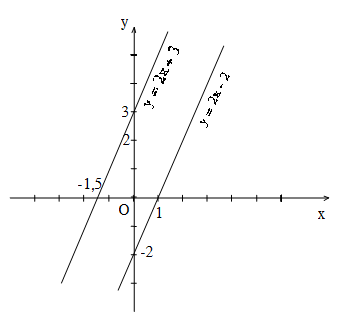 y
y = 2x + 3
y = 2x - 2
3
2
-1,5
O
1
x
-2